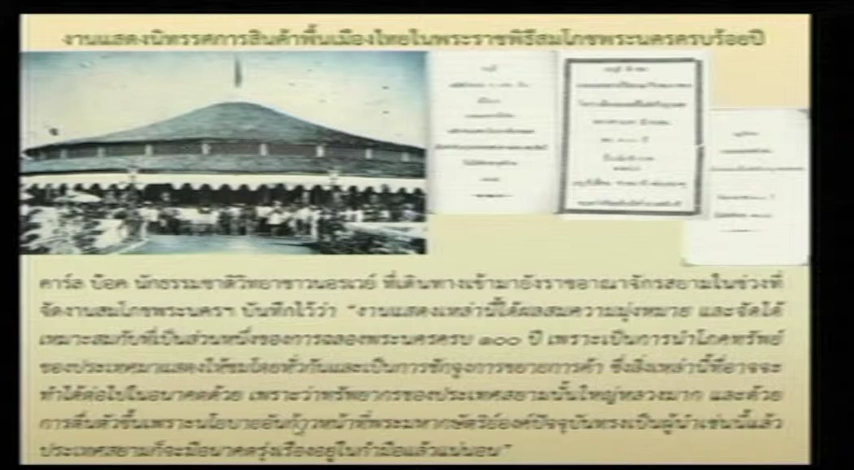 งานแสดงนิทรรศการสินค้าพื้นเมืองไทยในพระราชพิธีสมโภชพระนครครบร้อยปี
คาร์ล บ๊อค นักธรรมชาติวิทยาชาวนอรเวย์ ที่เดินทางเข้ามายังราชอาณาจักรสยามในช่วงที่
จัดงานสมโภชพระนครฯ บันทึกไว้ว่า "งานแสดงเหล่านี้ได้ผลสมความมุ่งหมาย และจัดได้
เหมาะสมกับที่เป็นส่วนหนึ่งของการฉลองพระนครครบ ๑๐๐ ปี เพราะเป็นการนำโภคทรัพย์
ของประเทศมาแสดงให้ชมโดยทั่วกันและเป็นการชักจูงการขยายการค้า ซึ่งสิ่งเหล่านี้ก็อาจจะ
ทำได้ต่อไปในอนาคตด้วย เพราะว่าทรัพยากรของประเทศสยามนั้นใหญ่หลวงมาก และด้วย
การตื่นตัวขึ้นเพราะนโยบายอันก้าวหน้าที่พระมหากษัตริย์องค์ปัจจุบันทรงเป็นผู้นำเช่นนี้แล้ว
ประเทศสยามก็จะมีอนาคตรุ่งเรืองอยู่ในกำมือแล้วแน่นอน"